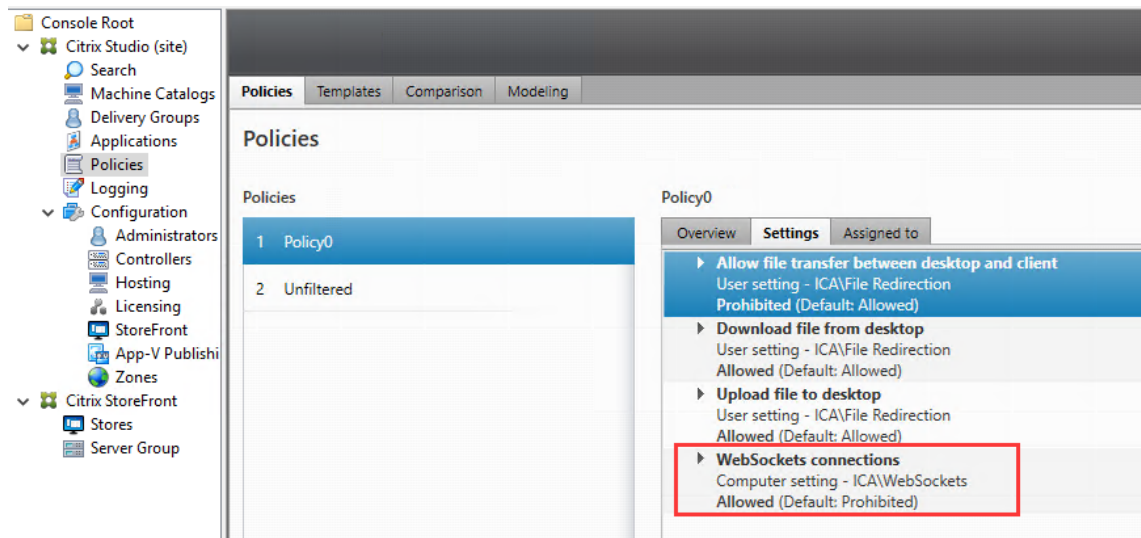 Console Root
Citrix Studio (site)
Search
Machine Catalogs
Delivery Groups
Applications
Policies
Logging
Configuration
Administrators
Controllers
Hosting
Licensing
StoreFront
App-V Publishi
Zones
Citrix StoreFront
Stores
Server Group
Policies Templates Comparison Modeling
Policies
Policies
1 Policy0
2 Unfiltered
Policy0
Overview Settings Assigned to
Allow file transfer between desktop and client
User setting - ICA\File Redirection
Prohibited (Default: Allowed)
Download file from desktop
User setting - ICA\File Redirection
Allowed (Default: Allowed)
Upload file to desktop
User setting - ICA\File Redirection
Allowed (Default: Allowed)
WebSockets connections
Computer setting - ICA\WebSockets
Allowed (Default: Prohibited)